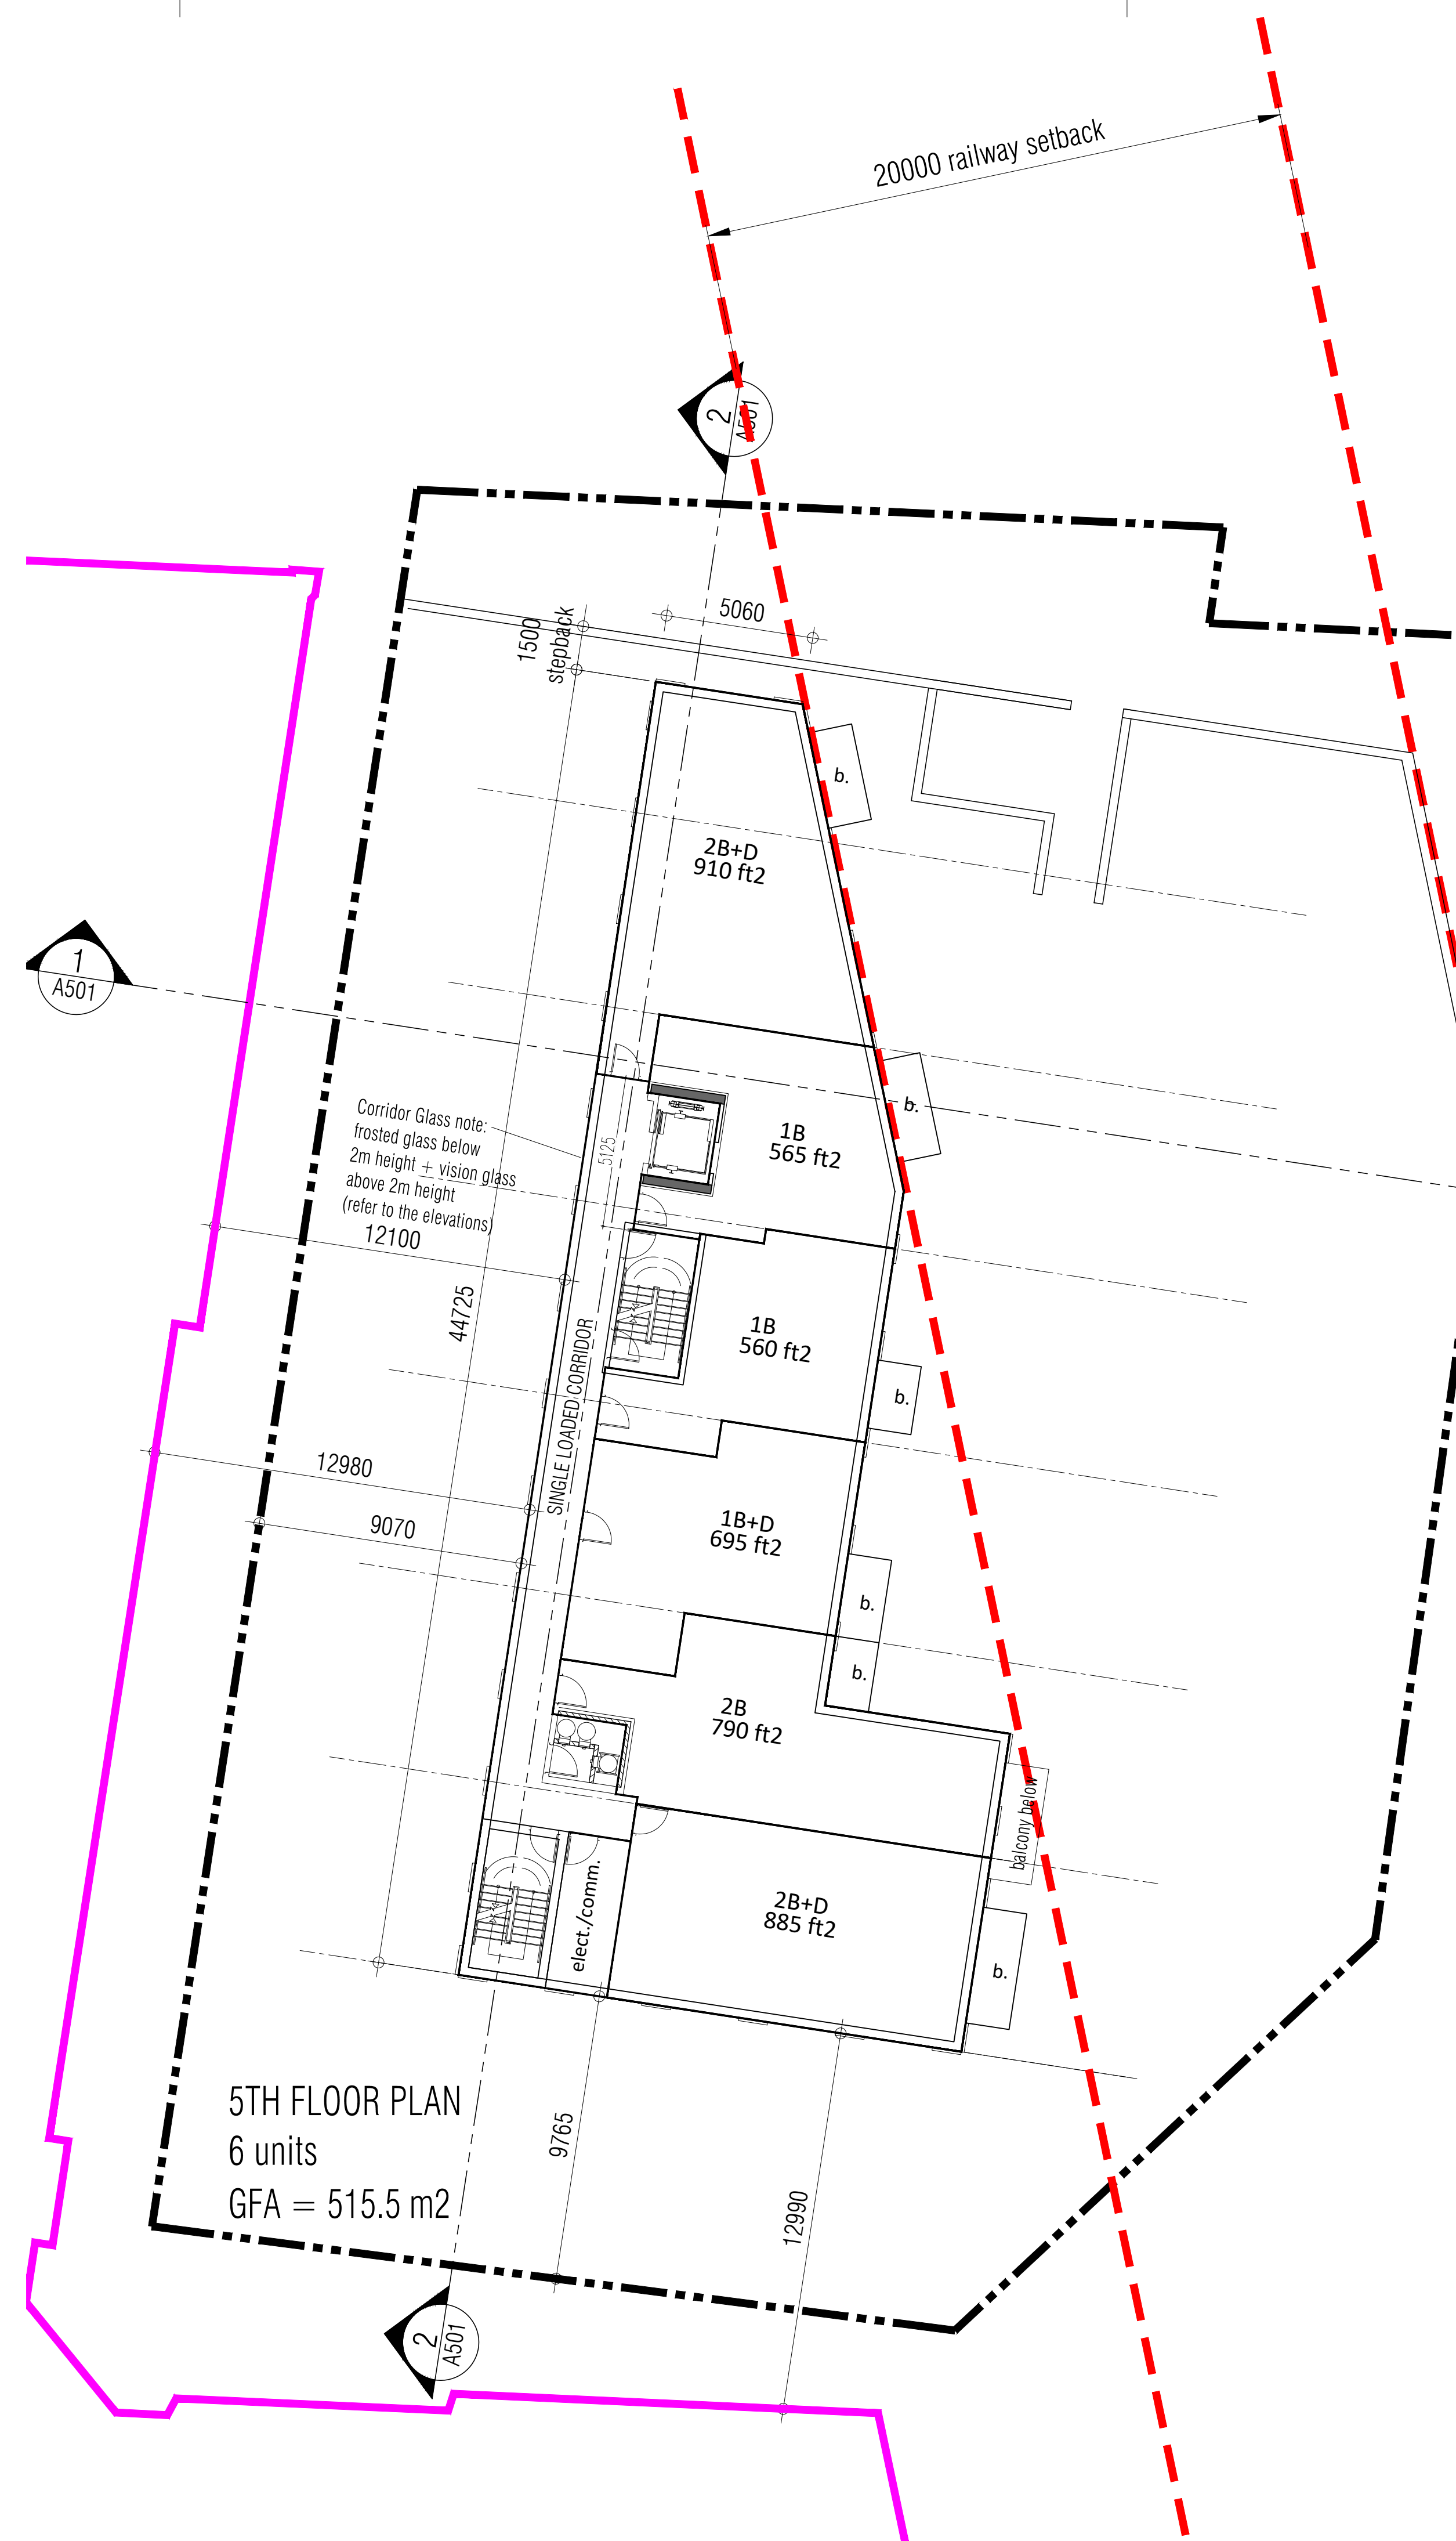 20000 railway setback
2
A501
5060
1500
stepback
b.
2B+D
910 ft2
1
A501
Corridor Glass note:
frosted glass below
2m height + vision glass
above 2m height
(refer to the elevations)
5125
1B
565 ft2
b.
12100
44725
1B
560 ft2
b.
SINGLE LOADED CORRIDOR
12980
9070
1B+D
695 ft2
b.
b.
2B
790 ft2
balcony below
elect./comm.
2B+D
885 ft2
b.
5TH FLOOR PLAN
6 units
GFA = 515.5 m2
9765
12990
2
A501